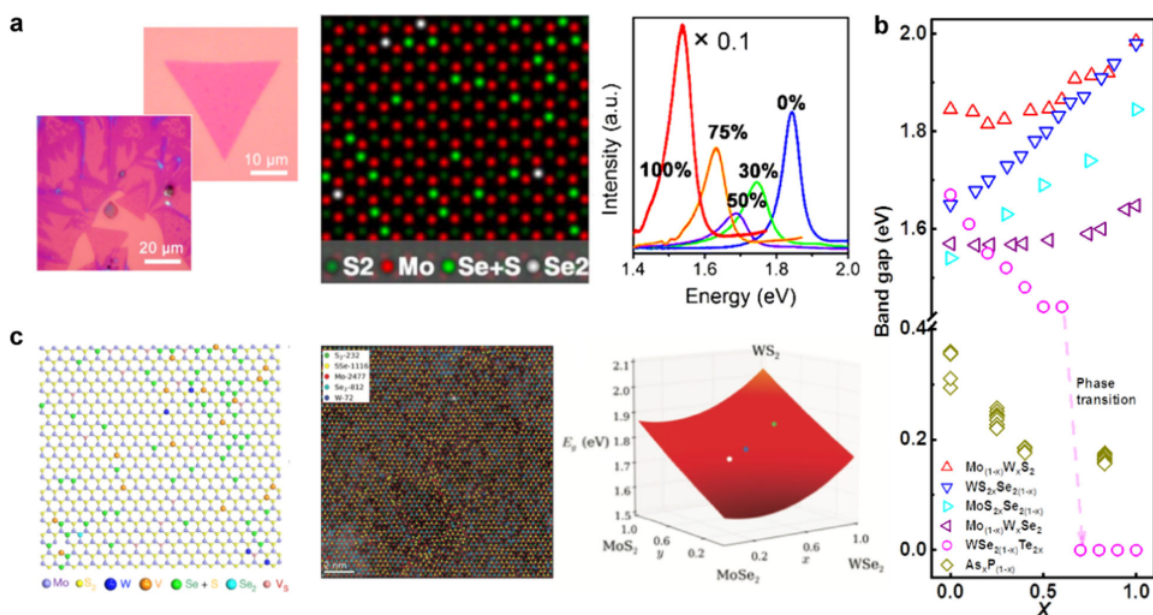 a
10 μm
20 μm
S2 Mo Se+S Se2
× 0.1
0%
75%
100%
30%
50%
Intensity (a.u.)
1.4 1.6 1.8 2.0
Energy (eV)
b
2.0
1.8
1.6
Band gap (eV)
0.4
0.2
0.0
Phase
transition
Mo(1-x)WxS2
WS2xSe2(1-x)
MoS2xSe2(1-x)
Mo(1-x)WxSe2
WSe2(1-x)Te2x
AsxP(1-x)
0.0 0.5 1.0
X
c
Mo S2 W V Se + S Se2 VS
S2-232
SSe-1116
Mo-2477
Se2-812
W-72
2 nm
WS2
2.1
2.0
1.9
1.8
1.7
1.6
1.5
Eg (eV)
1.0
0.6
0.2
y
MoS2
MoSe2
0.2
0.6
1.0
x
WSe2